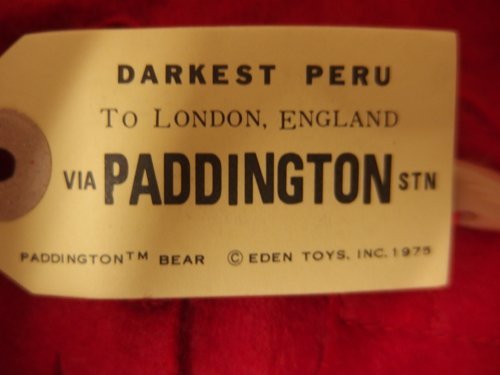 DARKEST PERU
TO LONDON, ENGLAND
VIA PADDINGTON STN
PADDINGTON™ BEAR © EDEN TOYS, INC. 1975